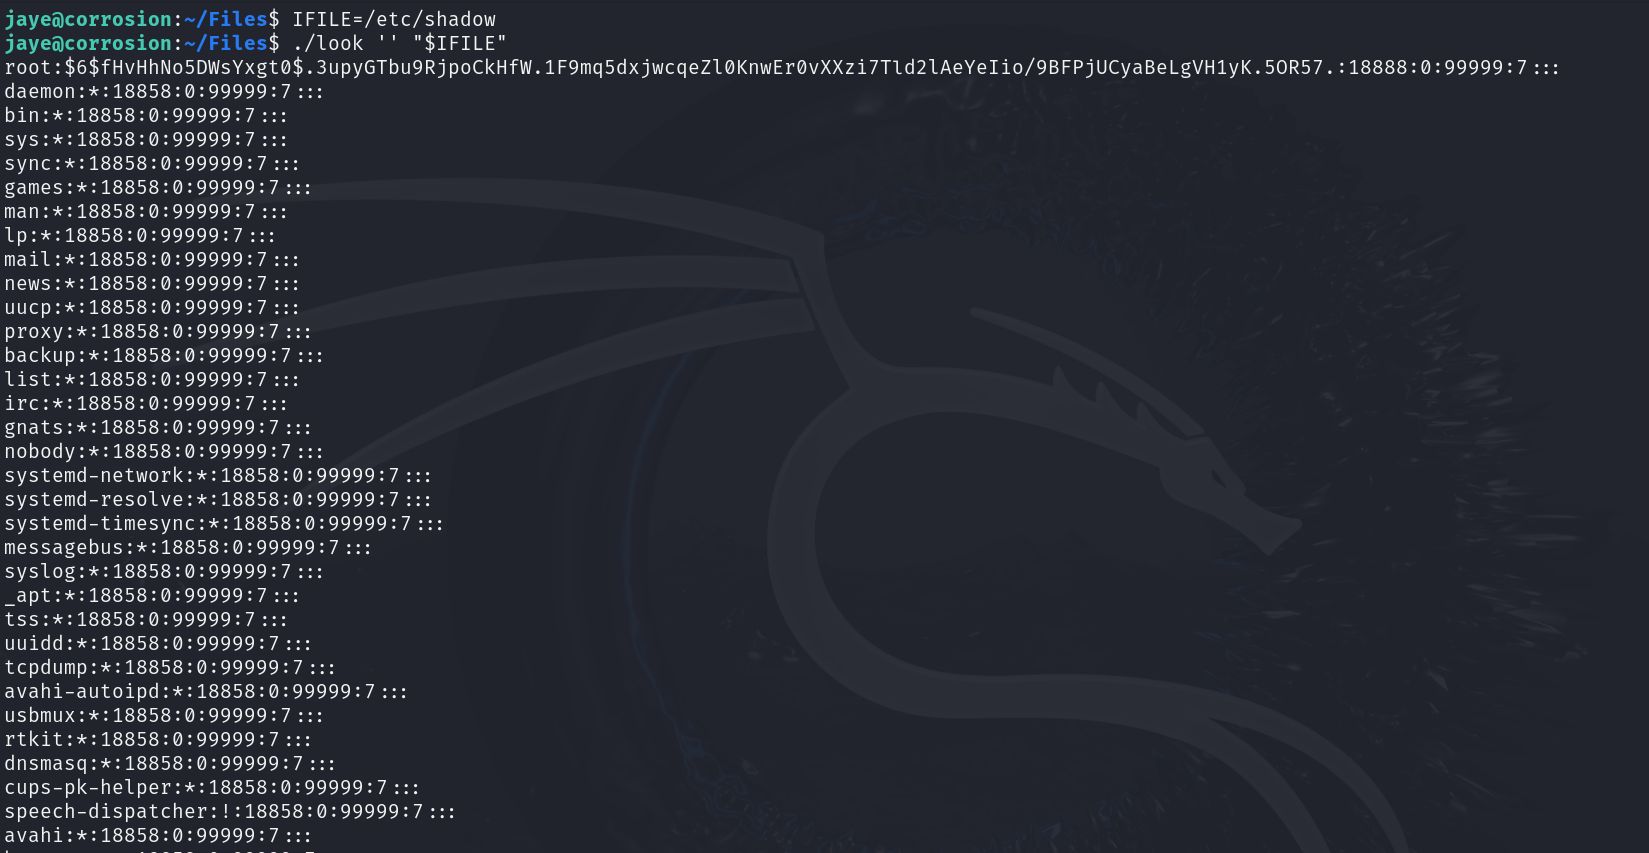 jaye@corrosion:~/Files$ IFILE=/etc/shadow
jaye@corrosion:~/Files$ ./look '' "$IFILE"
root:$6$fHvHhNo5DWsYxgt0$.3upyGTbu9RjpoCkHfW.1F9mq5dxjwcqeZl0KnwEr0vXXzi7Tld2lAeYeIio/9BFPjUCyaBeLgVH1yK.5OR57.:18888:0:99999:7:::
daemon:*:18858:0:99999:7:::
bin:*:18858:0:99999:7:::
sys:*:18858:0:99999:7:::
sync:*:18858:0:99999:7:::
games:*:18858:0:99999:7:::
man:*:18858:0:99999:7:::
lp:*:18858:0:99999:7:::
mail:*:18858:0:99999:7:::
news:*:18858:0:99999:7:::
uucp:*:18858:0:99999:7:::
proxy:*:18858:0:99999:7:::
backup:*:18858:0:99999:7:::
list:*:18858:0:99999:7:::
irc:*:18858:0:99999:7:::
gnats:*:18858:0:99999:7:::
nobody:*:18858:0:99999:7:::
systemd-network:*:18858:0:99999:7:::
systemd-resolve:*:18858:0:99999:7:::
systemd-timesync:*:18858:0:99999:7:::
messagebus:*:18858:0:99999:7:::
syslog:*:18858:0:99999:7:::
_apt:*:18858:0:99999:7:::
tss:*:18858:0:99999:7:::
uuidd:*:18858:0:99999:7:::
tcpdump:*:18858:0:99999:7:::
avahi-autoipd:*:18858:0:99999:7:::
usbmux:*:18858:0:99999:7:::
rtkit:*:18858:0:99999:7:::
dnsmasq:*:18858:0:99999:7:::
cups-pk-helper:*:18858:0:99999:7:::
speech-dispatcher:!:18858:0:99999:7:::
avahi:*:18858:0:99999:7:::